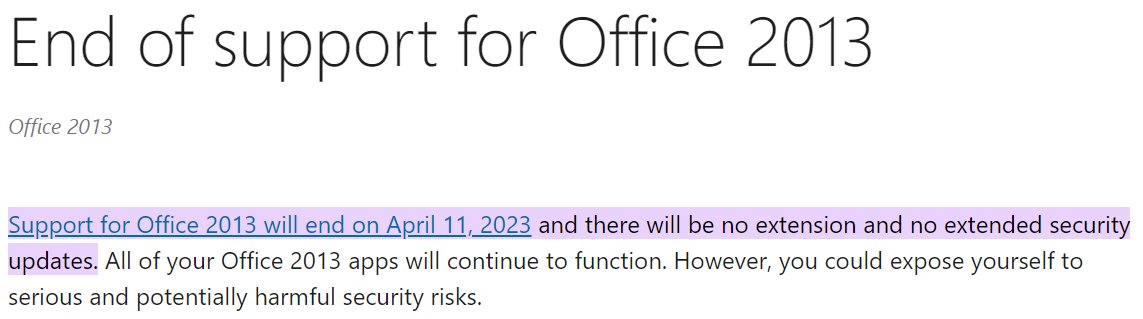 End of support for Office 2013
Office 2013
Support for Office 2013 will end on April 11, 2023 and there will be no extension and no extended security
updates. All of your Office 2013 apps will continue to function. However, you could expose yourself to
serious and potentially harmful security risks.